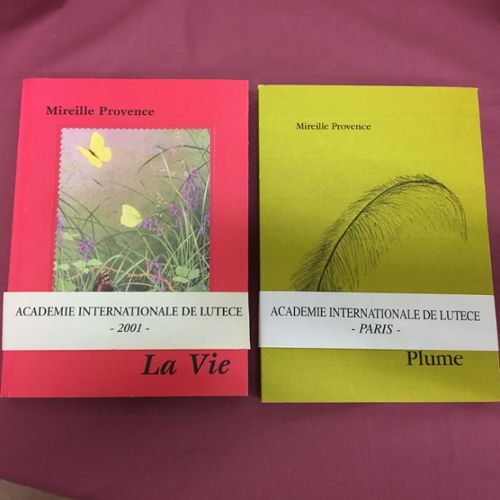 Mireille Provence
ACADEMIE INTERNATIONALE DE LUTECE
- 2001 -
La Vie
Mireille Provence
ACADEMIE INTERNATIONALE DE LUTECE
- PARIS -
Plume